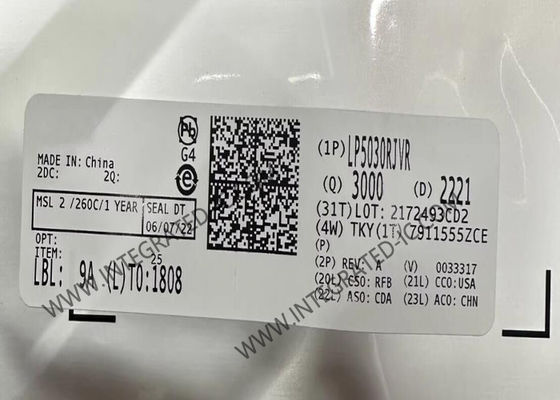 Pb
G4
e
MADE IN: China
2DC: 2Q:
MSL 2 /260C/1 YEAR SEAL DT
06/07/22
OPT:
ITEM: 25
LBL: 9A (L)T0:1808
(1P) LP5030RJVR
(Q) 3000 (D) 2221
(31T) LOT: 2172493CD2
(4W) TKY(1T) 7911555ZCE
(P)
(2P) REV: A (V) 0033317
(20L) CSO: RFB (21L) CCO:USA
(22L) ASO: CDA (23L) ACO: CHN
WWW.INTEGRATED-IC.COM
WWW.INTEGRATED